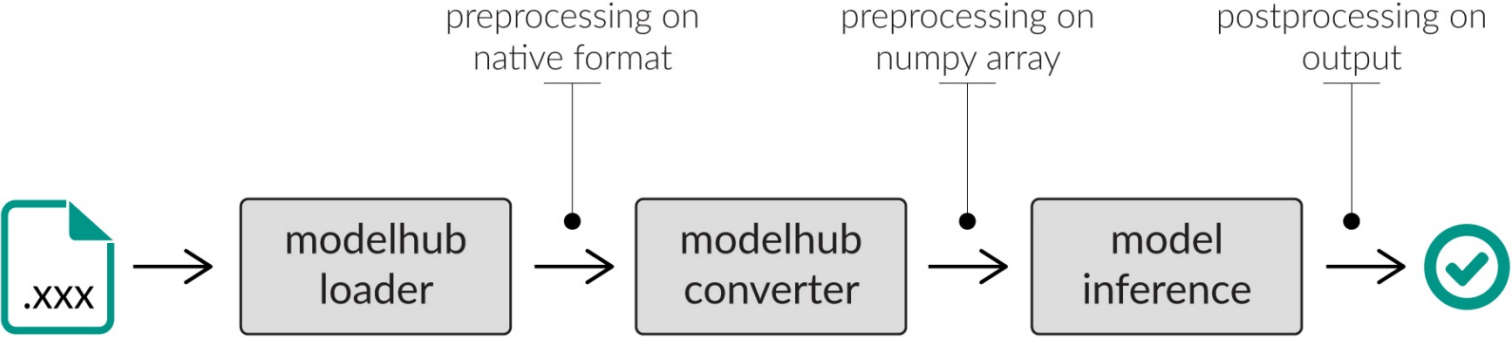 preprocessing on
native format
preprocessing on
numpy array
postprocessing on
output
.xxx
modelhub
loader
modelhub
converter
model
inference